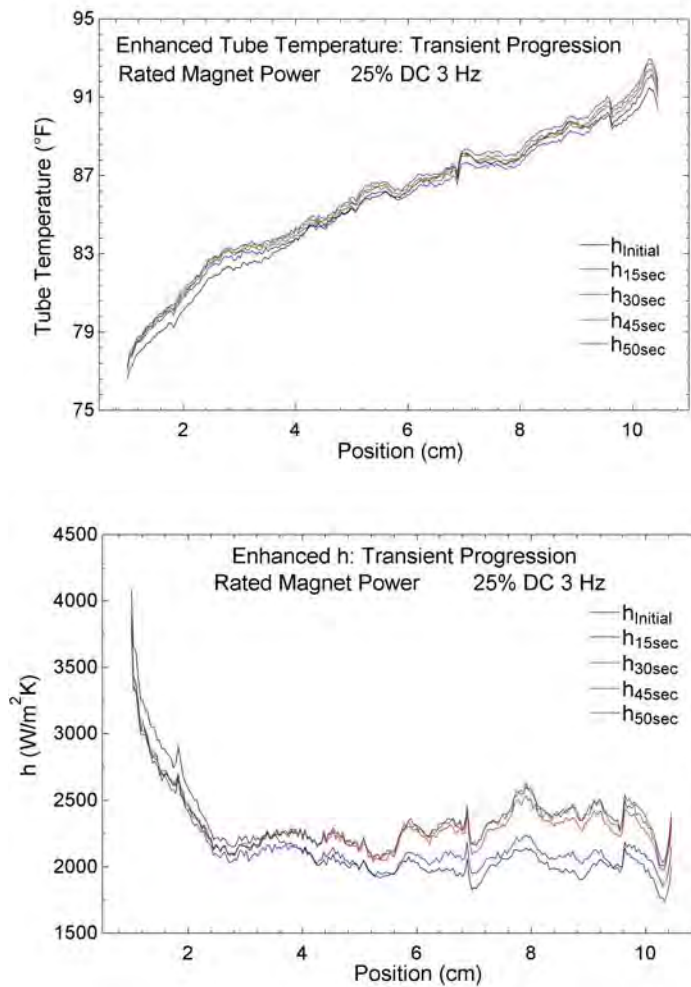 95
91
87
83
79
75
Tube Temperature (°F)
Enhanced Tube Temperature: Transient Progression
Rated Magnet Power 25% DC 3 Hz
hInitial
h15sec
h30sec
h45sec
h50sec
2 4 6 8 10
Position (cm)
4500
4000
3500
3000
2500
2000
1500
h (W/m²K)
Enhanced h: Transient Progression
Rated Magnet Power 25% DC 3 Hz
hInitial
h15sec
h30sec
h45sec
h50sec
2 4 6 8 10
Position (cm)